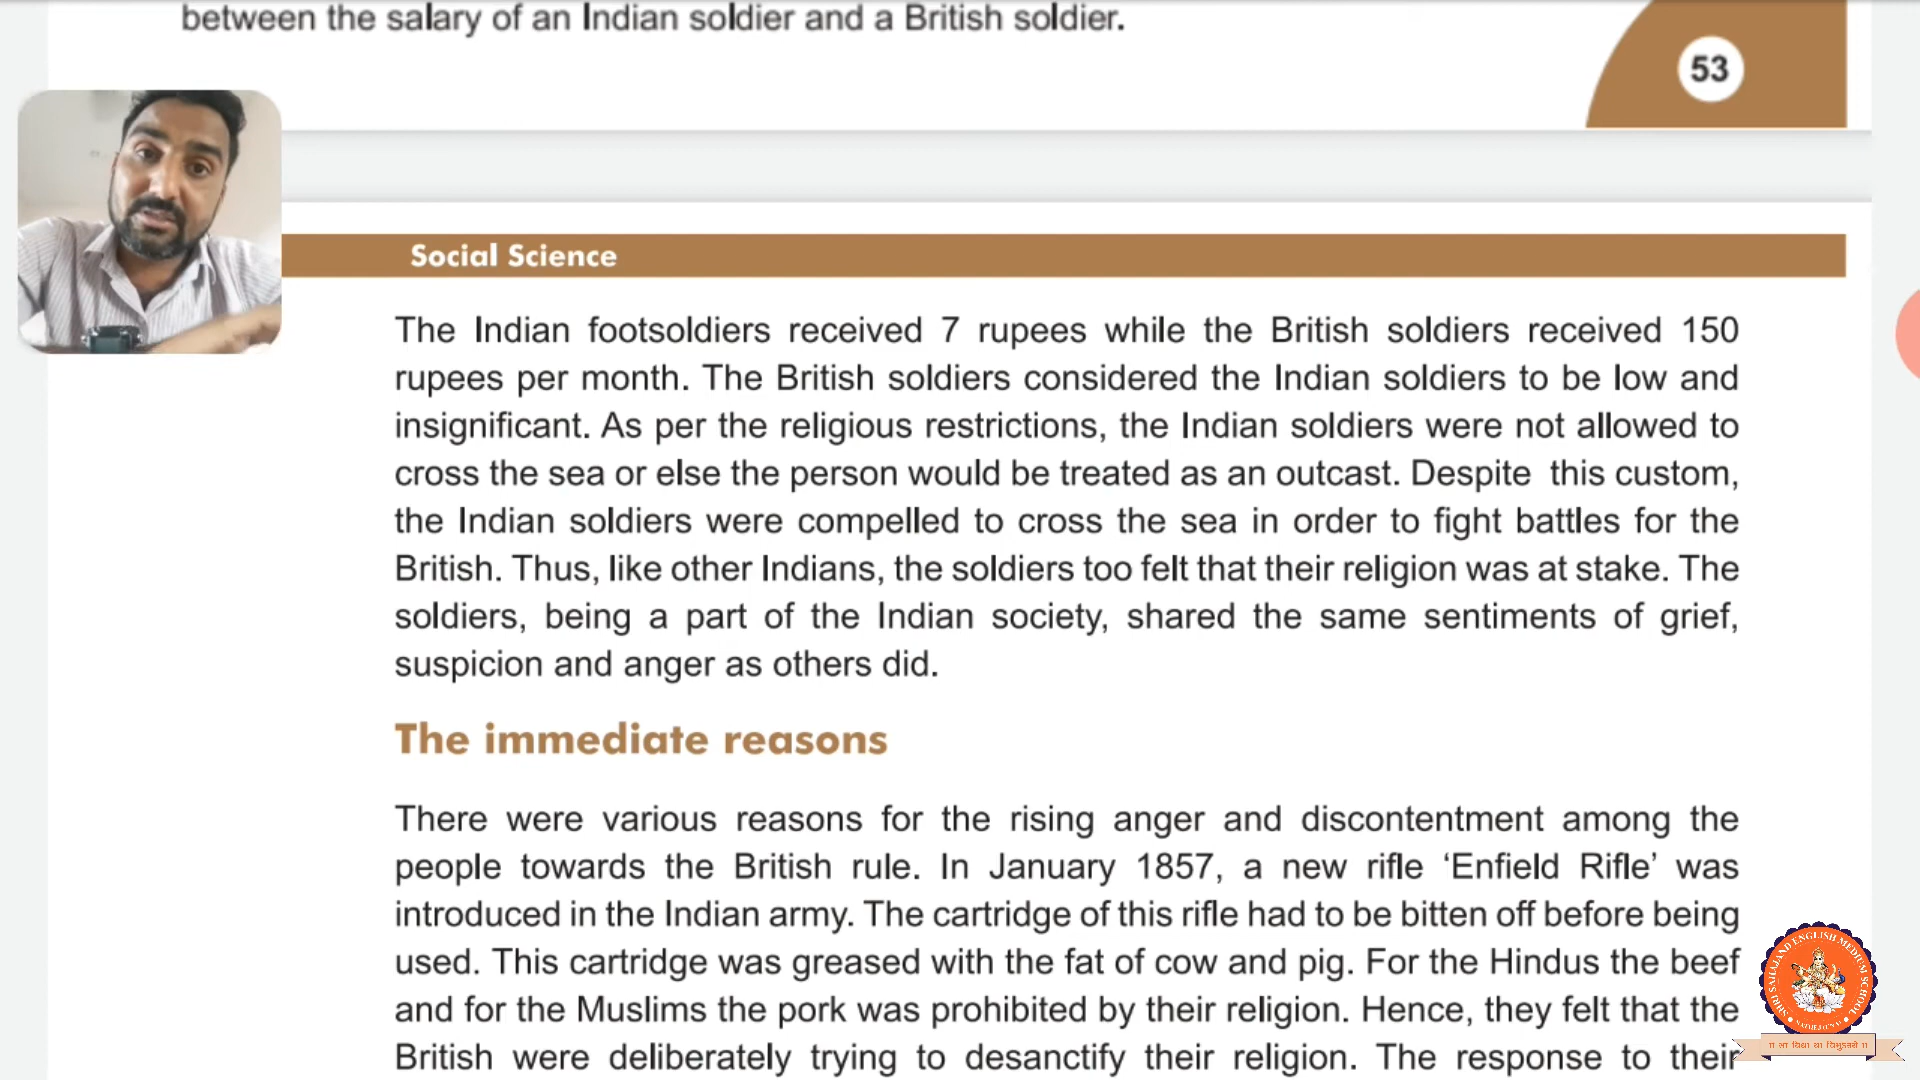 between the salary of an Indian soldier and a British soldier.
53
Social Science
The Indian footsoldiers received 7 rupees while the British soldiers received 150
rupees per month. The British soldiers considered the Indian soldiers to be low and
insignificant. As per the religious restrictions, the Indian soldiers were not allowed to
cross the sea or else the person would be treated as an outcast. Despite this custom,
the Indian soldiers were compelled to cross the sea in order to fight battles for the
British. Thus, like other Indians, the soldiers too felt that their religion was at stake. The
soldiers, being a part of the Indian society, shared the same sentiments of grief,
suspicion and anger as others did.
The immediate reasons
There were various reasons for the rising anger and discontentment among the
people towards the British rule. In January 1857, a new rifle ‘Enfield Rifle’ was
introduced in the Indian army. The cartridge of this rifle had to be bitten off before being
used. This cartridge was greased with the fat of cow and pig. For the Hindus the beef
and for the Muslims the pork was prohibited by their religion. Hence, they felt that the
British were deliberately trying to desanctify their religion. The response to their
SHRI SAHAJANAND ENGLISH MEDIUM SCHOOL
॥ सा विद्या या विमुक्तये ॥